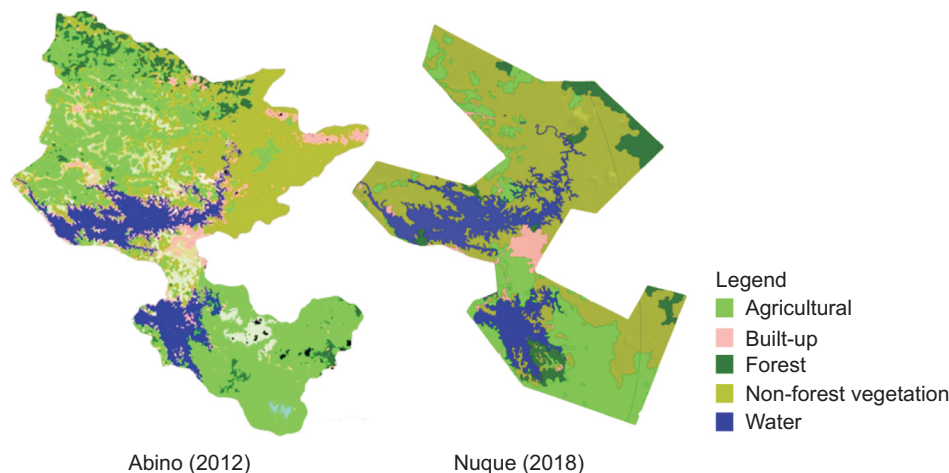 Legend
Agricultural
Built-up
Forest
Non-forest vegetation
Water
Abino (2012)
Nuque (2018)